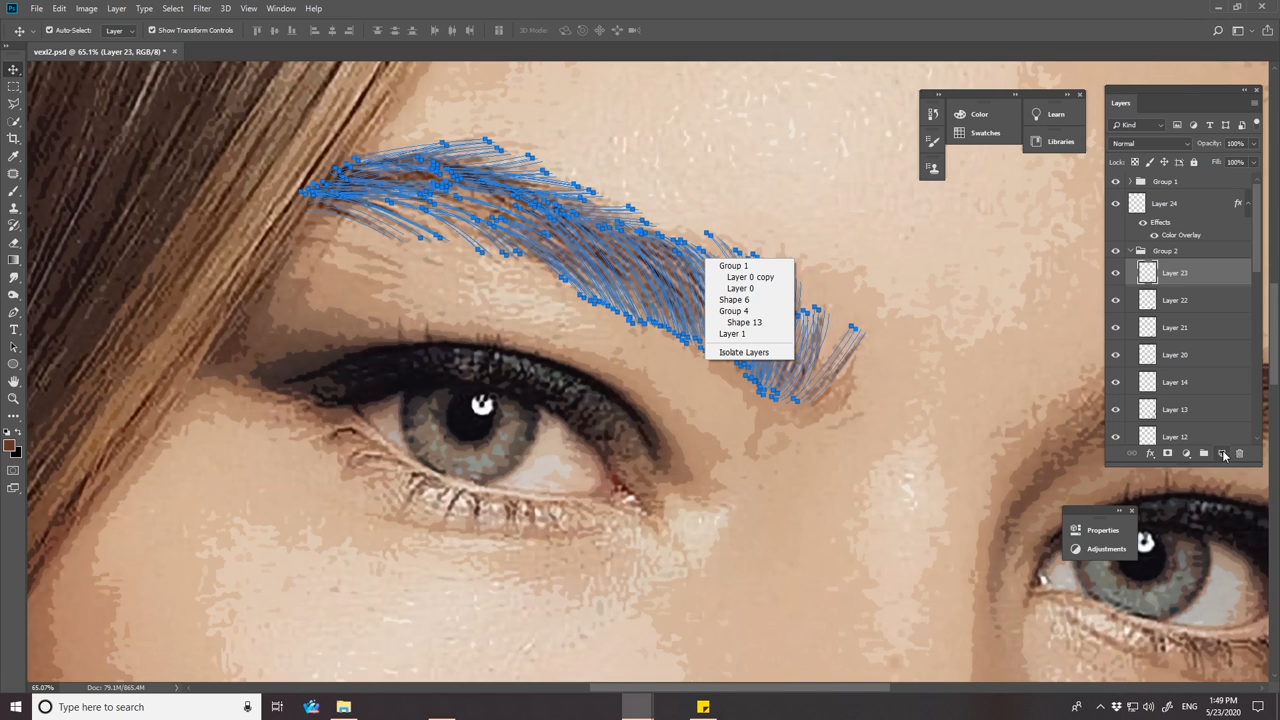 Ps File Edit Image Layer Type Select Filter 3D View Window Help
Auto-Select: Layer Show Transform Controls 3D Mode:
vexl2.psd @ 65.1% (Layer 23, RGB/8) *
Color
Swatches
Learn
Libraries
Layers
Kind
Normal Opacity: 100%
Lock: Fill: 100%
Group 1
Layer 24 fx
Effects
Color Overlay
Group 2
Layer 23
Layer 22
Layer 21
Layer 20
Layer 14
Layer 13
Layer 12
fx
Group 1
Layer 0 copy
Layer 0
Shape 6
Group 4
Shape 13
Layer 1
Isolate Layers
Properties
Adjustments
65.07% Doc: 79.1M/865.4M
Type here to search
ENG
1:49 PM
5/23/2020